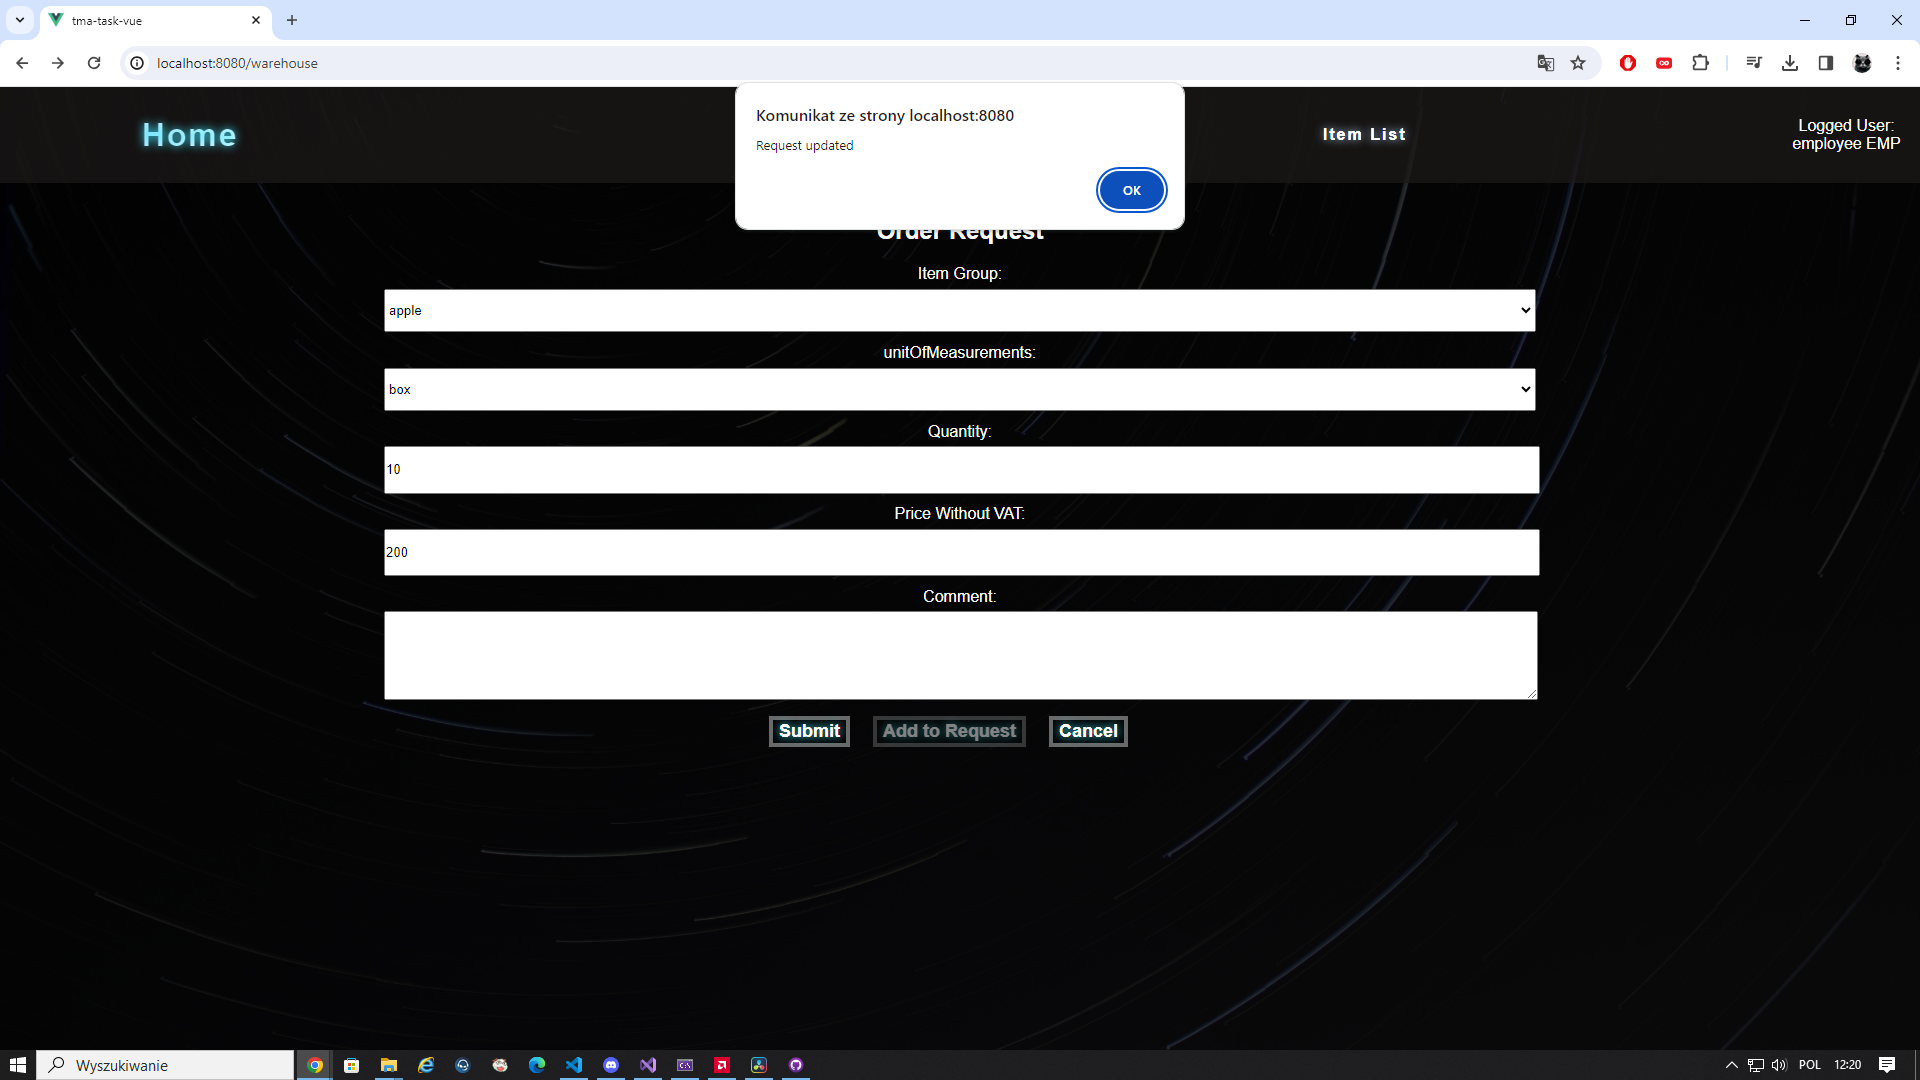 tma-task-vue
localhost:8080/warehouse
Komunikat ze strony localhost:8080
Request updated
OK
Home
Item List
Logged User:
employee EMP
Order Request
Item Group:
apple
unitOfMeasurements:
box
Quantity:
10
Price Without VAT:
200
Comment:
Submit
Add to Request
Cancel
Wyszukiwanie
POL
12:20